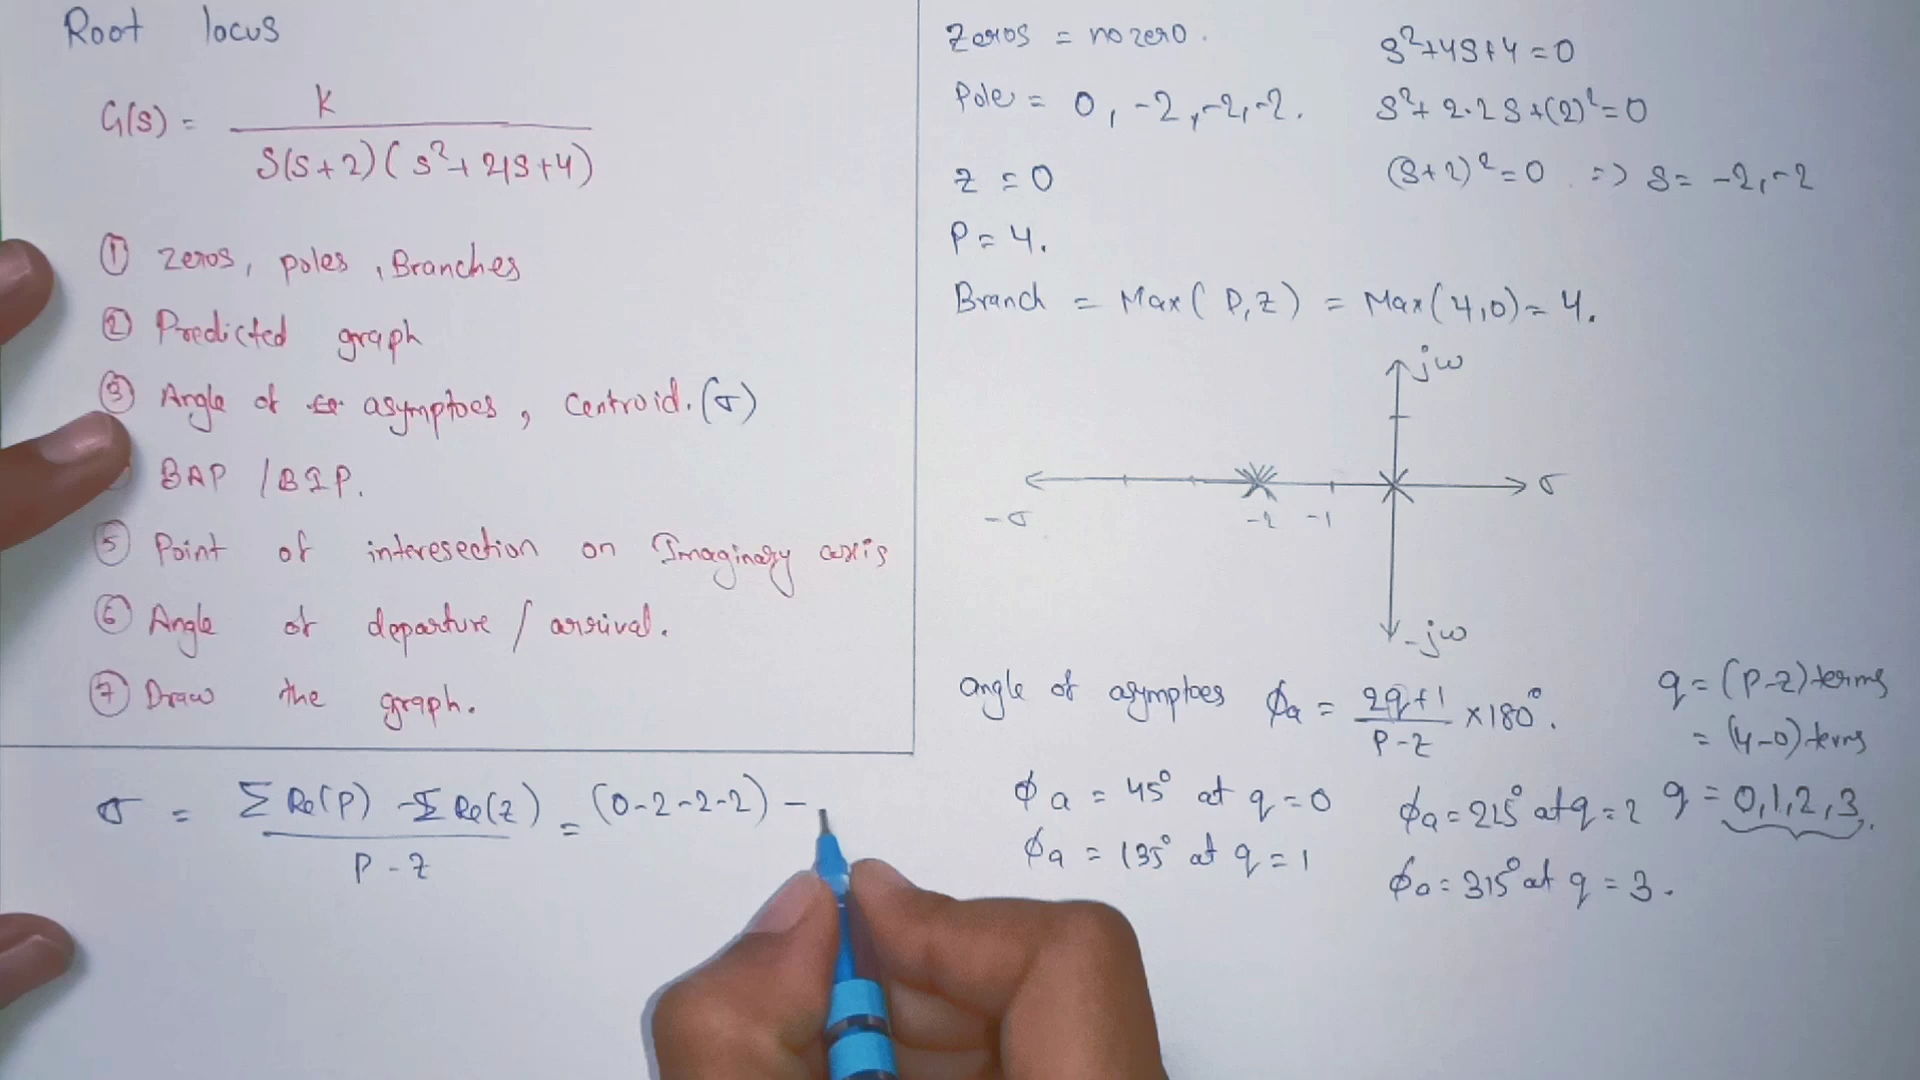 Root locus
G(s) = K / S(S+2)(S²+4S+4)
① Zeros, poles, Branches
② Predicted graph
③ Angle of asymptoes, Centroid. (σ)
BAP / BIP.
⑤ Point of interesection on Imaginary axis
⑥ Angle of departure / arrival.
⑦ Draw the graph.
σ = ΣRe(P) - ΣRe(Z) / P - Z = (0-2-2-2) -
Zeros = no zero.
Pole = 0, -2, -2, -2.
Z = 0
P = 4.
S²+4S+4 = 0
S²+2·2S+(2)² = 0
(S+2)² = 0 => S = -2, -2
Branch = Max(P,Z) = Max(4,0) = 4.
jω
-σ -2 -1 σ
-jω
angle of asymptoes ϕa = 2q+1 / P-Z ×180°.
q = (P-Z) terms
= (4-0) terms
q = 0,1,2,3.
ϕa = 45° at q = 0
ϕa = 135° at q = 1
ϕa = 225° at q = 2
ϕa = 315° at q = 3.